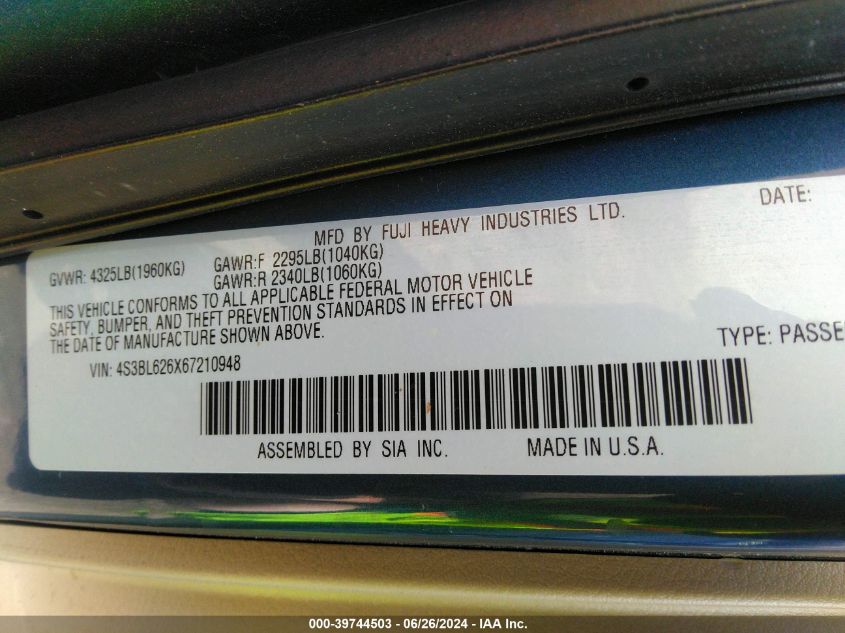 MFD BY FUJI HEAVY INDUSTRIES LTD. DATE:
GVWR: 4325LB(1960KG) GAWR:F 2295LB(1040KG)
GAWR:R 2340LB(1060KG)
THIS VEHICLE CONFORMS TO ALL APPLICABLE FEDERAL MOTOR VEHICLE
SAFETY, BUMPER, AND THEFT PREVENTION STANDARDS IN EFFECT ON
THE DATE OF MANUFACTURE SHOWN ABOVE.
VIN: 4S3BL626X67210948 TYPE: PASSE
ASSEMBLED BY SIA INC. MADE IN U.S.A.
000-39744503 - 06/26/2024 - IAA Inc.